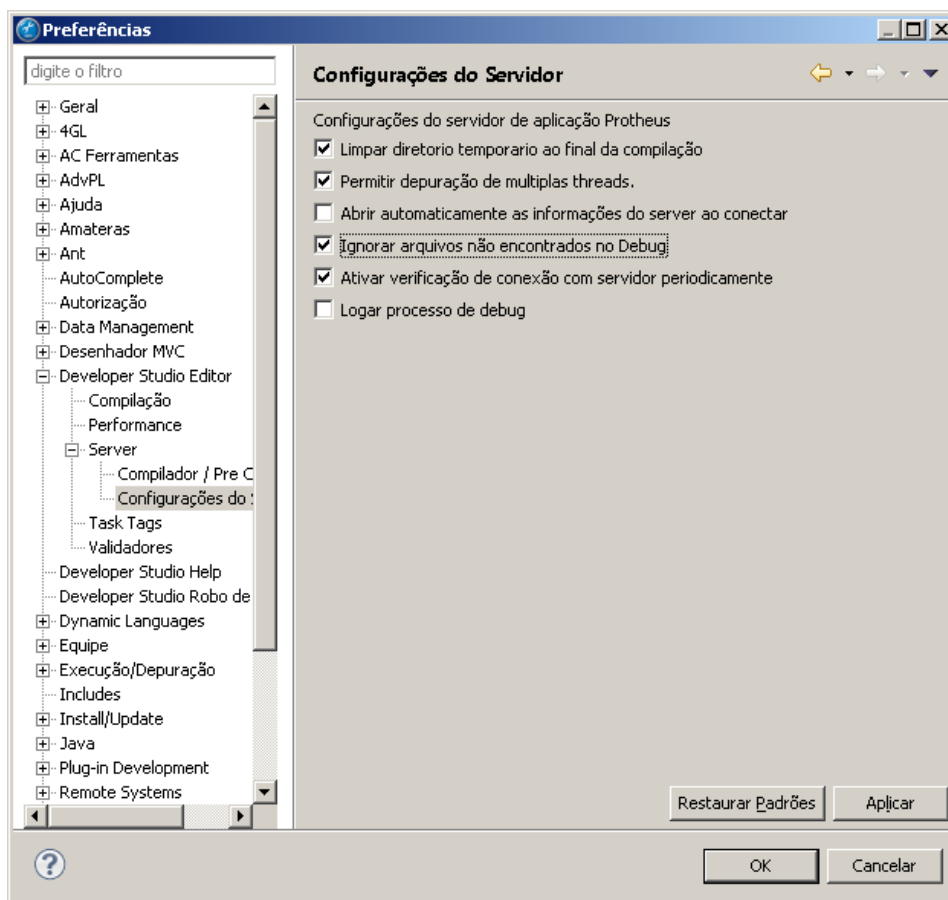 Preferências
digite o filtro
Geral
4GL
AC Ferramentas
AdvPL
Ajuda
Amateras
Ant
AutoComplete
Autorização
Data Management
Desenhador MVC
Developer Studio Editor
Compilação
Performance
Server
Compilador / Pre C
Configurações do
Task Tags
Validadores
Developer Studio Help
Developer Studio Robo de
Dynamic Languages
Equipe
Execução/Depuração
Includes
Install/Update
Java
Plug-in Development
Remote Systems
Configurações do Servidor
Configurações do servidor de aplicação Protheus
Limpar diretorio temporario ao final da compilação
Permitir depuração de multiplas threads.
Abrir automaticamente as informações do server ao conectar
Ignorar arquivos não encontrados no Debug
Ativar verificação de conexão com servidor periodicamente
Logar processo de debug
Restaurar Padrões
Aplicar
OK
Cancelar